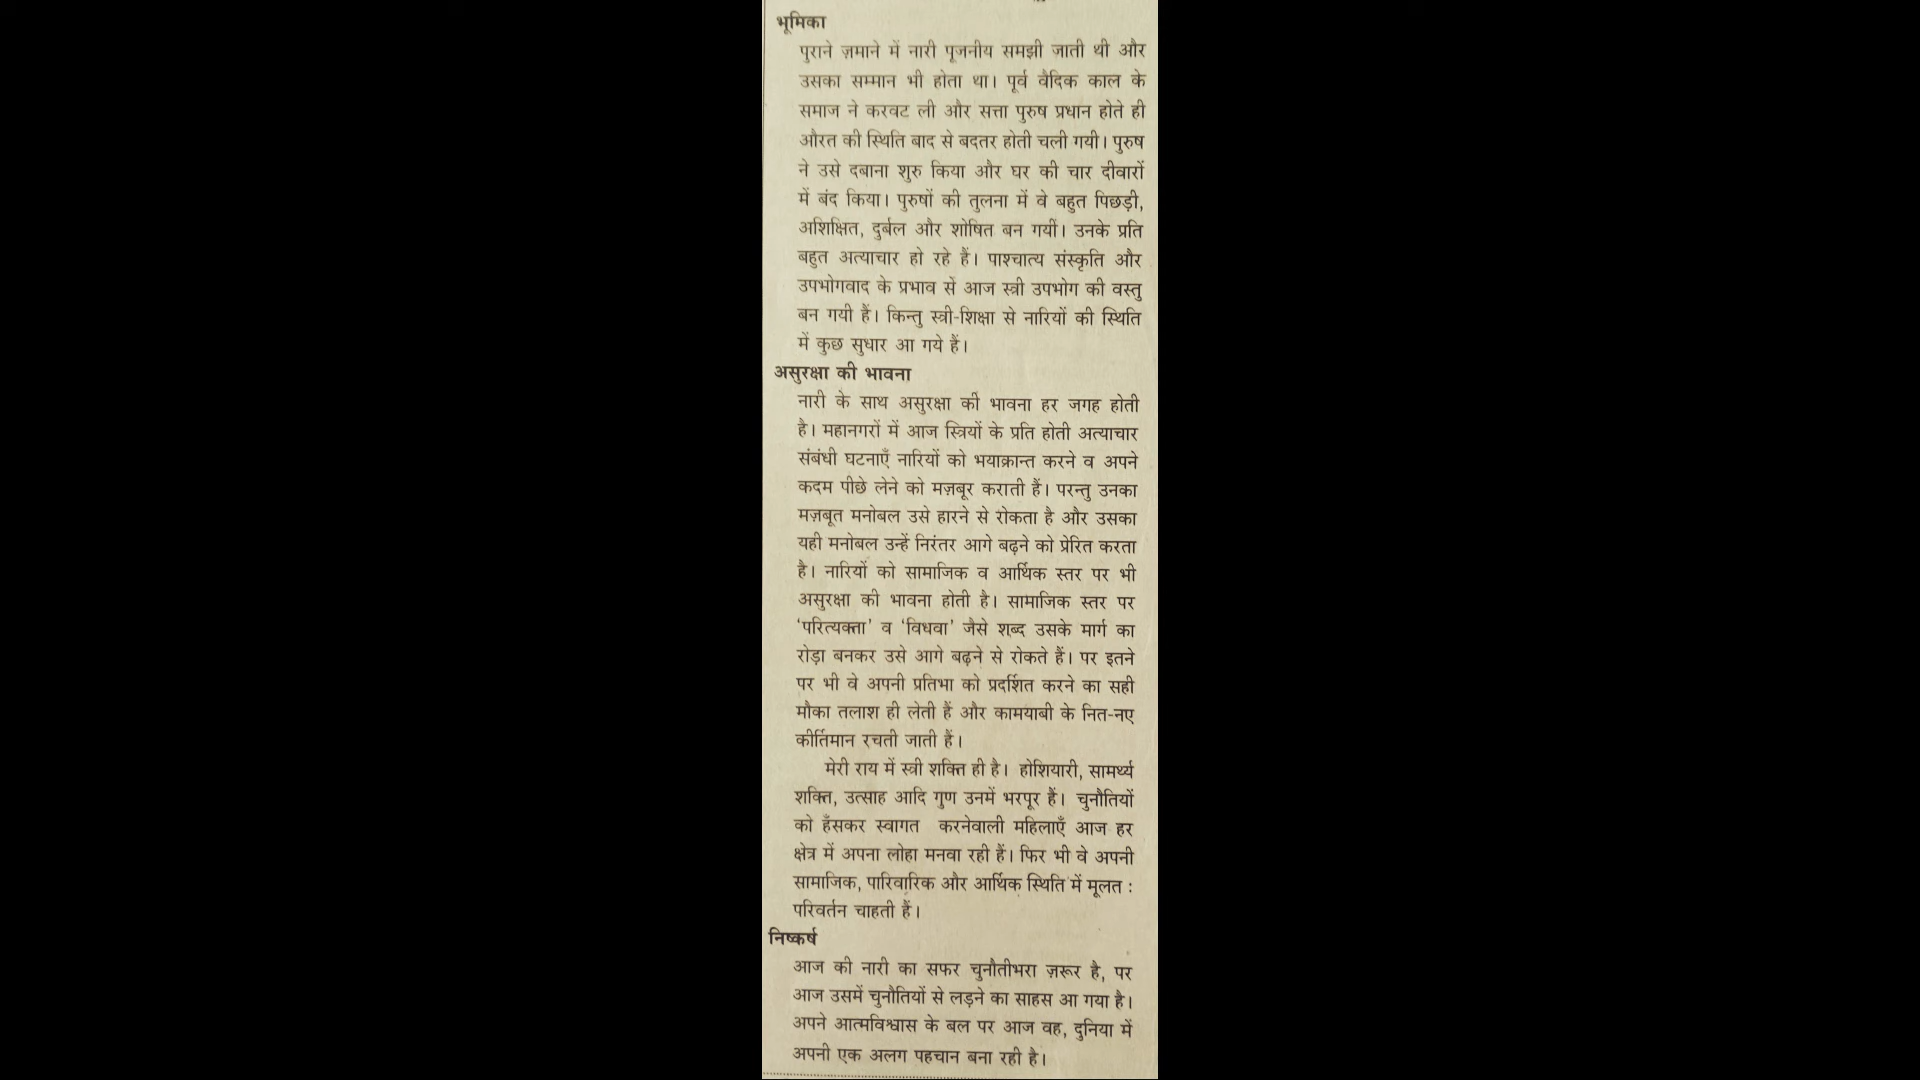 भूमिका
पुराने ज़माने में नारी पूजनीय समझी जाती थी और
उसका सम्मान भी होता था। पूर्व वैदिक काल के
समाज ने करवट ली और सत्ता पुरुष प्रधान होते ही
औरत की स्थिति बाद से बदतर होती चली गयी। पुरुष
ने उसे दबाना शुरु किया और घर की चार दीवारों
में बंद किया। पुरुषों की तुलना में वे बहुत पिछड़ी,
अशिक्षित, दुर्बल और शोषित बन गयीं। उनके प्रति
बहुत अत्याचार हो रहे हैं। पाश्चात्य संस्कृति और
उपभोगवाद के प्रभाव सें आज स्त्री उपभोग की वस्तु
बन गयी हैं। किन्तु स्त्री-शिक्षा से नारियों की स्थिति
में कुछ सुधार आ गये हैं।
असुरक्षा की भावना
नारी के साथ असुरक्षा की भावना हर जगह होती
है। महानगरों में आज स्त्रियों के प्रति होती अत्याचार
संबंधी घटनाएँ नारियों को भयाक्रान्त करने व अपने
कदम पीछे लेने को मज़बूर कराती हैं। परन्तु उनका
मज़बूत मनोबल उसे हारने से रोकता है और उसका
यही मनोबल उन्हें निरंतर आगे बढ़ने को प्रेरित करता
है। नारियों को सामाजिक व आर्थिक स्तर पर भी
असुरक्षा की भावना होती है। सामाजिक स्तर पर
‘परित्यक्ता’ व ‘विधवा’ जैसे शब्द उसके मार्ग का
रोड़ा बनकर उसे आगे बढ़ने से रोकते हैं। पर इतने
पर भी वे अपनी प्रतिभा को प्रदर्शित करने का सही
मौका तलाश ही लेती हैं और कामयाबी के नित-नए
कीर्तिमान रचती जाती हैं।
मेरी राय में स्त्री शक्ति ही है। होशियारी, सामर्थ्य
शक्ति, उत्साह आदि गुण उनमें भरपूर हैं। चुनौतियों
को हँसकर स्वागत करनेवाली महिलाएँ आज हर
क्षेत्र में अपना लोहा मनवा रही हैं। फिर भी वे अपनी
सामाजिक, पारिवारिक और आर्थिक स्थिति में मूलत :
परिवर्तन चाहती हैं।
निष्कर्ष
आज की नारी का सफर चुनौतीभरा ज़रूर है, पर
आज उसमें चुनौतियों से लड़ने का साहस आ गया है।
अपने आत्मविश्वास के बल पर आज वह, दुनिया में
अपनी एक अलग पहचान बना रही है।